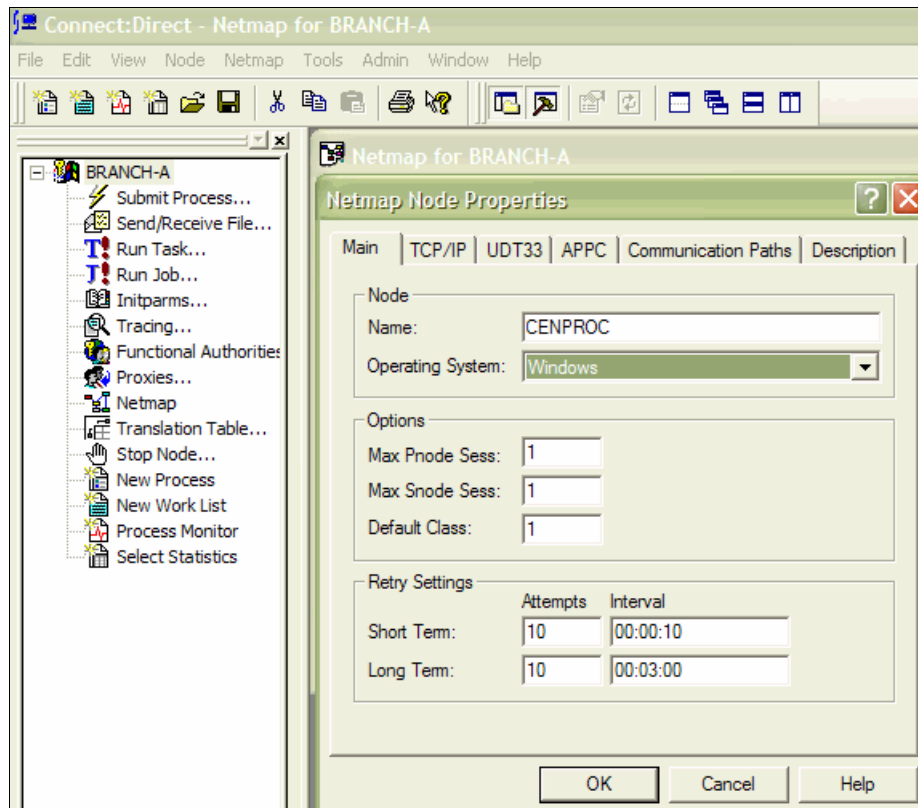 Connect:Direct - Netmap for BRANCH-A
File Edit View Node Netmap Tools Admin Window Help
BRANCH-A
Submit Process...
Send/Receive File...
Run Task...
Run Job...
Initparms...
Tracing...
Functional Authorities
Proxies...
Netmap
Translation Table...
Stop Node...
New Process
New Work List
Process Monitor
Select Statistics
Netmap for BRANCH-A
Netmap Node Properties
Main TCP/IP UDT33 APPC Communication Paths Description
Node
Name: CENPROC
Operating System: Windows
Options
Max Pnode Sess: 1
Max Snode Sess: 1
Default Class: 1
Retry Settings
Attempts Interval
Short Term: 10 00:00:10
Long Term: 10 00:03:00
OK Cancel Help